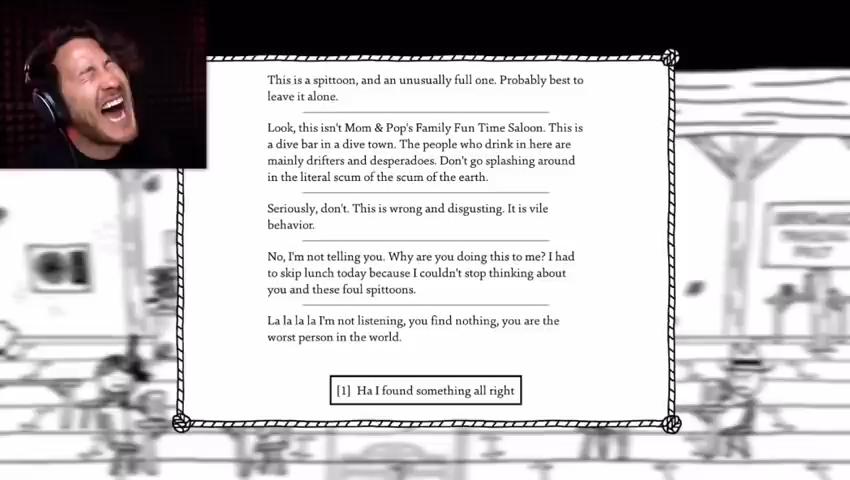 This is a spittoon, and an unusually full one. Probably best to
leave it alone.
Look, this isn't Mom & Pop's Family Fun Time Saloon. This is
a dive bar in a dive town. The people who drink in here are
mainly drifters and desperadoes. Don't go splashing around
in the literal scum of the scum of the earth.
Seriously, don't. This is wrong and disgusting. It is vile
behavior.
No, I'm not telling you. Why are you doing this to me? I had
to skip lunch today because I couldn't stop thinking about
you and these foul spittoons.
La la la la I'm not listening, you find nothing, you are the
worst person in the world.
[1] Ha I found something all right